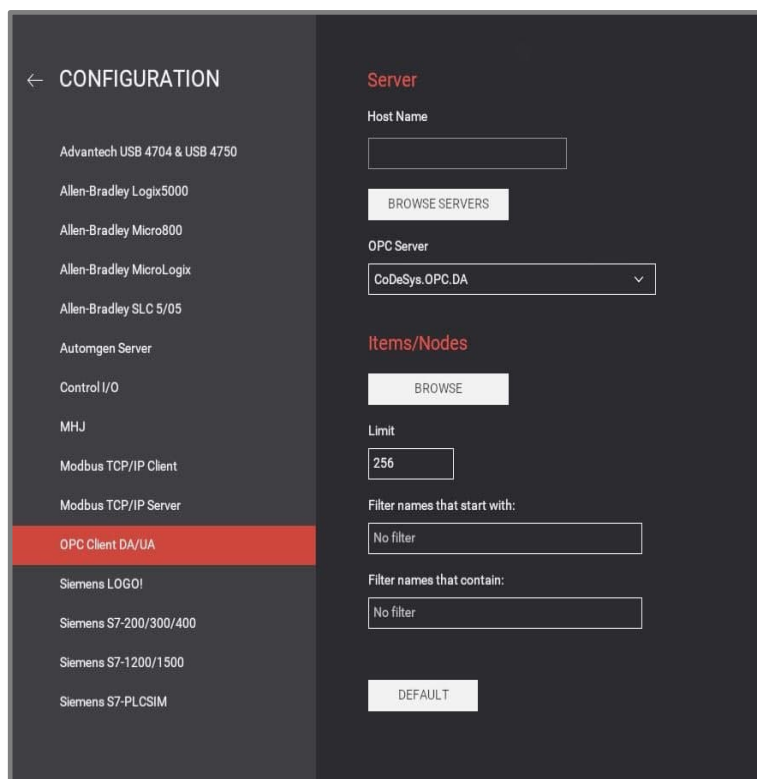 ← CONFIGURATION
Advantech USB 4704 & USB 4750
Allen-Bradley Logix5000
Allen-Bradley Micro800
Allen-Bradley MicroLogix
Allen-Bradley SLC 5/05
Automgen Server
Control I/O
MHJ
Modbus TCP/IP Client
Modbus TCP/IP Server
OPC Client DA/UA
Siemens LOGO!
Siemens S7-200/300/400
Siemens S7-1200/1500
Siemens S7-PLCSIM
Server
Host Name
BROWSE SERVERS
OPC Server
CoDeSys.OPC.DA
Items/Nodes
BROWSE
Limit
256
Filter names that start with:
No filter
Filter names that contain:
No filter
DEFAULT